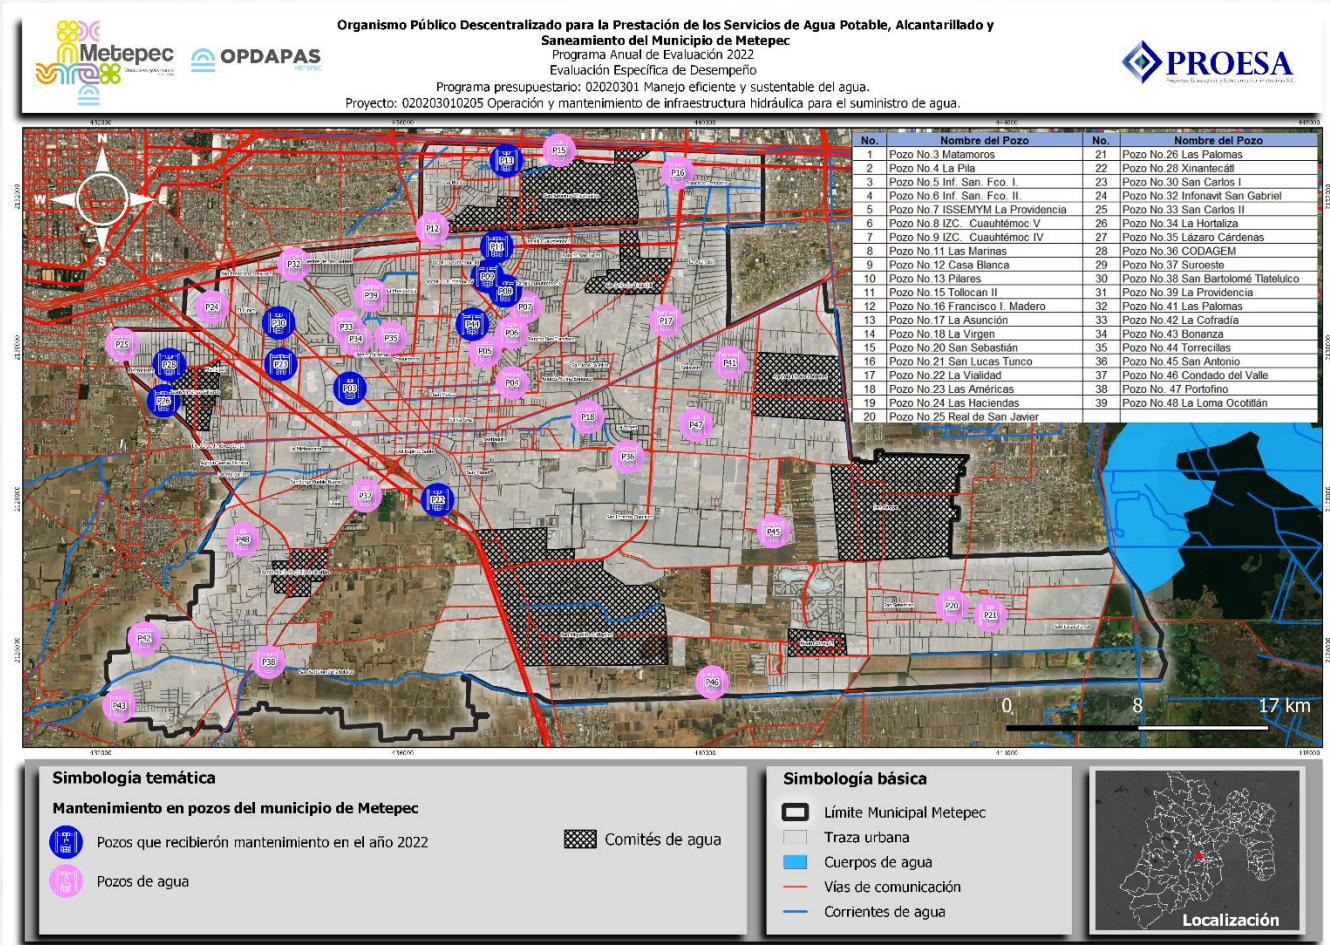 Metepec
OPDAPAS
METEPEC
Organismo Público Descentralizado para la Prestación de los Servicios de Agua Potable, Alcantarillado y
Saneamiento del Municipio de Metepec
Programa Anual de Evaluación 2022
Evaluación Específica de Desempeño
Programa presupuestario: 02020301 Manejo eficiente y sustentable del agua.
Proyecto: 020203010205 Operación y mantenimiento de infraestructura hidráulica para el suministro de agua.
PROESA
432000 436000 440000 444000 448000
N
W E
S
No. Nombre del Pozo No. Nombre del Pozo
1 Pozo No.3 Matamoros 21 Pozo No.26 Las Palomas
2 Pozo No.4 La Pila 22 Pozo No.28 Xinantecátl
3 Pozo No.5 Inf. San. Fco. I. 23 Pozo No.30 San Carlos I
4 Pozo No.6 Inf. San. Fco. II. 24 Pozo No.32 Infonavit San Gabriel
5 Pozo No.7 ISSEMYM La Providencia 25 Pozo No.33 San Carlos II
6 Pozo No.8 IZC. Cuauhtémoc V 26 Pozo No.34 La Hortaliza
7 Pozo No.9 IZC. Cuauhtémoc IV 27 Pozo No.35 Lázaro Cárdenas
8 Pozo No.11 Las Marinas 28 Pozo No.36 CODAGEM
9 Pozo No.12 Casa Blanca 29 Pozo No.37 Suroeste
10 Pozo No.13 Pilares 30 Pozo No.38 San Bartolomé Tlatelulco
11 Pozo No.15 Tollocan II 31 Pozo No.39 La Providencia
12 Pozo No.16 Francisco I. Madero 32 Pozo No.41 Las Palomas
13 Pozo No.17 La Asunción 33 Pozo No.42 La Cofradía
14 Pozo No.18 La Virgen 34 Pozo No.43 Bonanza
15 Pozo No.20 San Sebastián 35 Pozo No.44 Torrecillas
16 Pozo No.21 San Lucas Tunco 36 Pozo No.45 San Antonio
17 Pozo No.22 La Vialidad 37 Pozo No.46 Condado del Valle
18 Pozo No.23 Las Américas 38 Pozo No. 47 Portofino
19 Pozo No.24 Las Haciendas 39 Pozo No.48 La Loma Ocotitlán
20 Pozo No.25 Real de San Javier
P15
P13
P16
P12
P11
P32
P09
P08
P39
P24
P07
P17
P30
P33
P44
P34
P35
P06
P25
P05
P41
P23
P03
P04
P26
P18
P47
P36
P37
P22
P48
P45
P20
P21
P42
P38
P46
P43
0 8 17 km
432000 436000 440000 444000 448000
Simbología temática
Mantenimiento en pozos del municipio de Metepec
Pozos que recibierón mantenimiento en el año 2022
Pozos de agua
Comités de agua
Simbología básica
Límite Municipal Metepec
Traza urbana
Cuerpos de agua
Vías de comunicación
Corrientes de agua
Localización